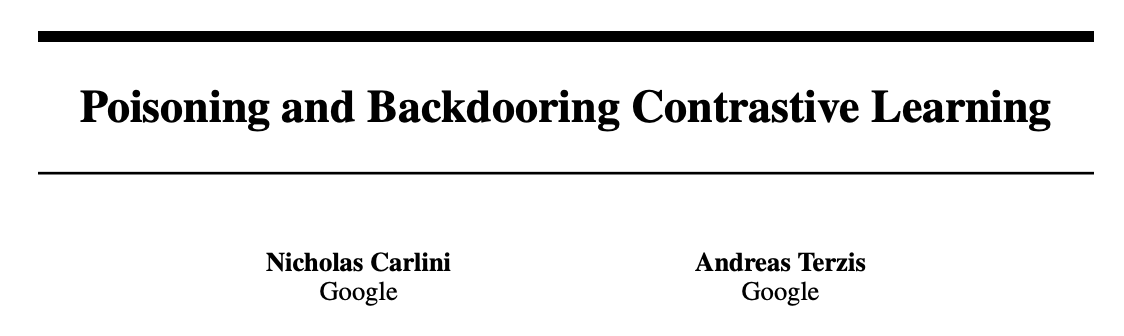 Poisoning and Backdooring Contrastive Learning
Nicholas Carlini Andreas Terzis
Google Google